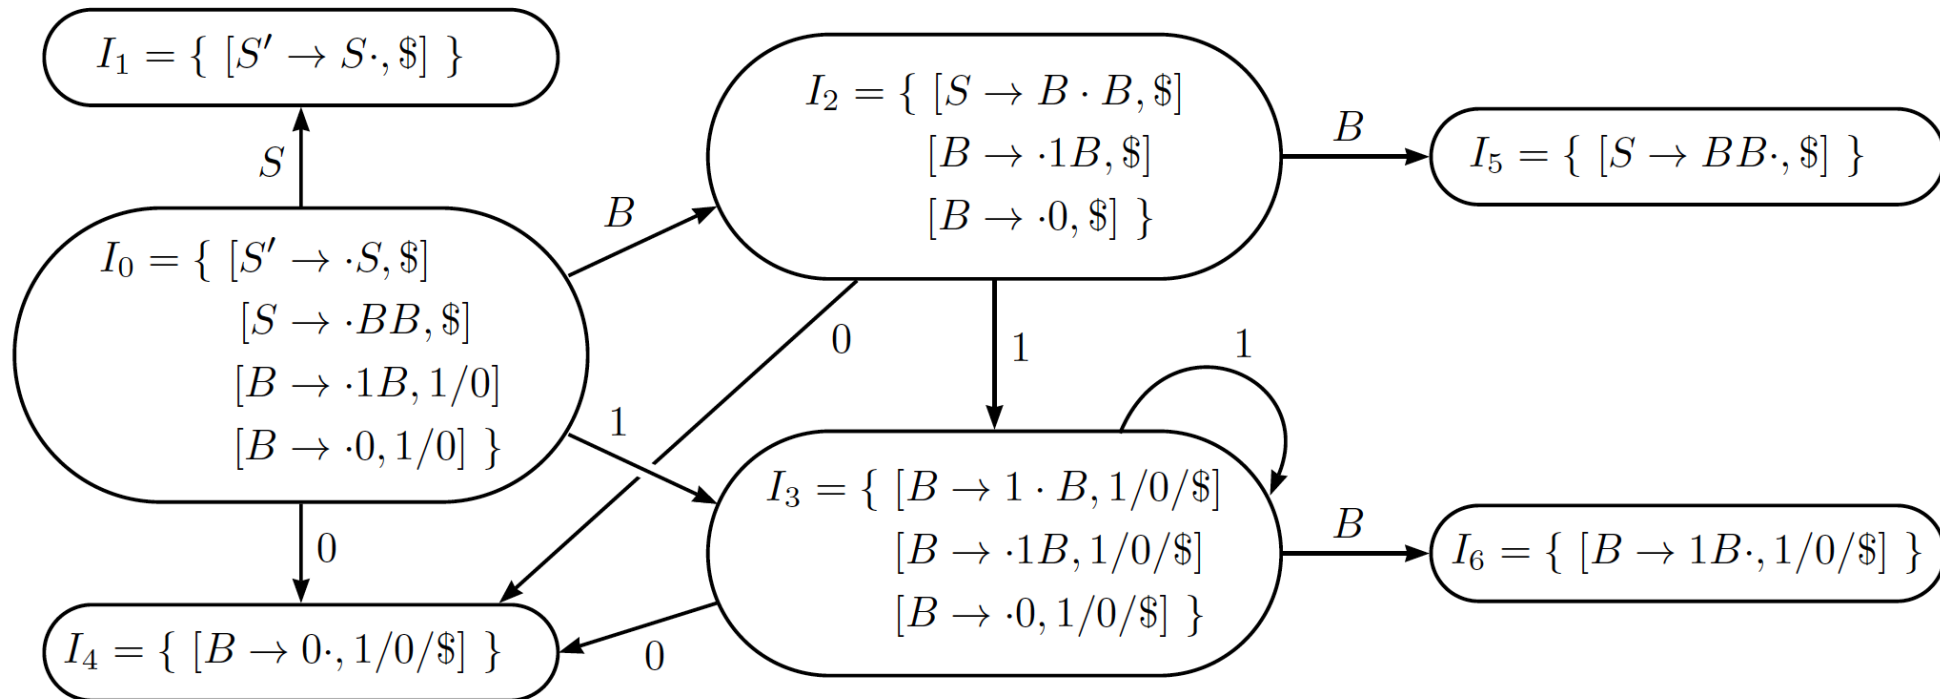 I₁ = { [S′ → S·, $] }
S
I₀ = { [S′ → ·S, $]
[S → ·BB, $]
[B → ·1B, 1/0]
[B → ·0, 1/0] }
B
1
0
I₂ = { [S → B · B, $]
[B → ·1B, $]
[B → ·0, $] }
B
I₅ = { [S → BB·, $] }
0
1
1
I₃ = { [B → 1 · B, 1/0/$]
[B → ·1B, 1/0/$]
[B → ·0, 1/0/$] }
B
I₆ = { [B → 1B·, 1/0/$] }
0
I₄ = { [B → 0·, 1/0/$] }